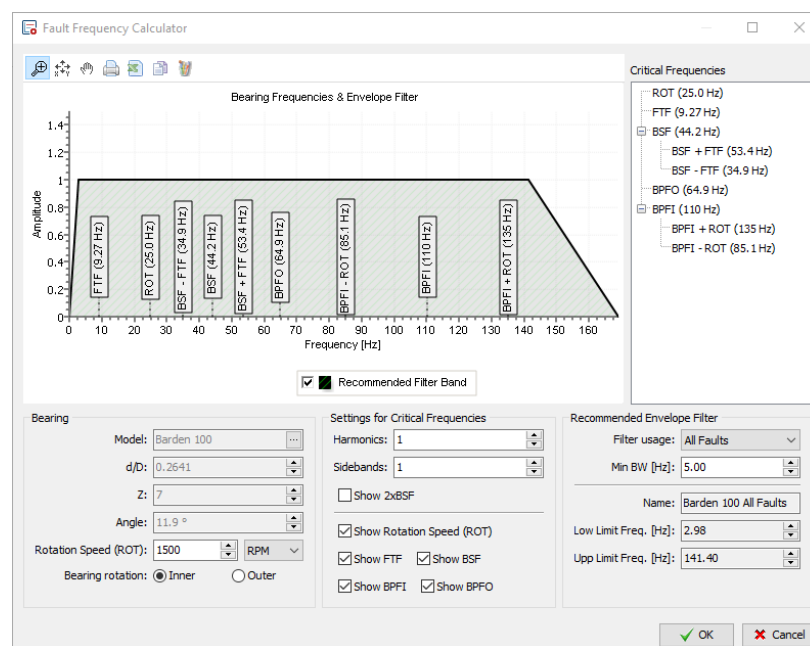 Fault Frequency Calculator
Bearing Frequencies & Envelope Filter
Amplitude
1.4
1.2
1
0.8
0.6
0.4
0.2
0
FTF (9.27 Hz)
ROT (25.0 Hz)
BSF - FTF (34.9 Hz)
BSF (44.2 Hz)
BSF + FTF (53.4 Hz)
BPFO (64.9 Hz)
BPFI - ROT (85.1 Hz)
BPFI (110 Hz)
BPFI + ROT (135 Hz)
0 10 20 30 40 50 60 70 80 90 100 110 120 130 140 150 160
Frequency [Hz]
Recommended Filter Band
Critical Frequencies
ROT (25.0 Hz)
FTF (9.27 Hz)
BSF (44.2 Hz)
BSF + FTF (53.4 Hz)
BSF - FTF (34.9 Hz)
BPFO (64.9 Hz)
BPFI (110 Hz)
BPFI + ROT (135 Hz)
BPFI - ROT (85.1 Hz)
Bearing
Model: Barden 100 ...
d/D: 0.2641
Z: 7
Angle: 11.9 °
Rotation Speed (ROT): 1500 RPM
Bearing rotation: Inner Outer
Settings for Critical Frequencies
Harmonics: 1
Sidebands: 1
Show 2xBSF
Show Rotation Speed (ROT)
Show FTF Show BSF
Show BPFI Show BPFO
Recommended Envelope Filter
Filter usage: All Faults
Min BW [Hz]: 5.00
Name: Barden 100 All Faults
Low Limit Freq. [Hz]: 2.98
Upp Limit Freq. [Hz]: 141.40
OK Cancel